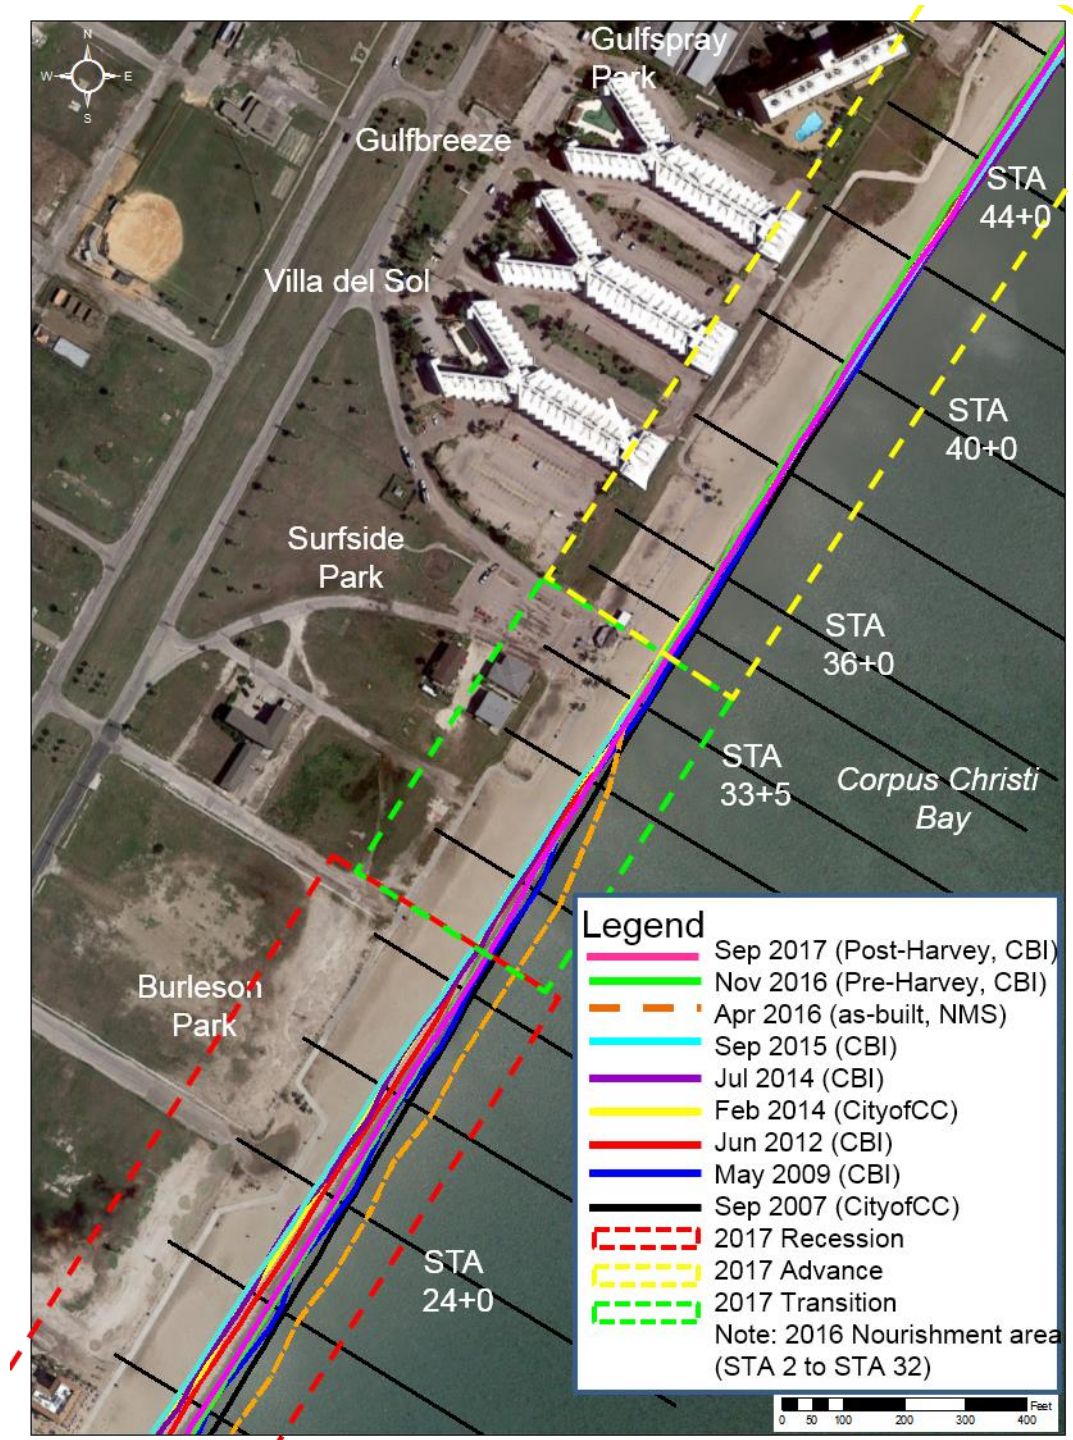 N
W E
S
Gulfspray
Park
Gulfbreeze
STA
44+0
Villa del Sol
STA
40+0
Surfside
Park
STA
36+0
STA
33+5
Corpus Christi
Bay
Burleson
Park
STA
24+0
Legend
Sep 2017 (Post-Harvey, CBI)
Nov 2016 (Pre-Harvey, CBI)
Apr 2016 (as-built, NMS)
Sep 2015 (CBI)
Jul 2014 (CBI)
Feb 2014 (CityofCC)
Jun 2012 (CBI)
May 2009 (CBI)
Sep 2007 (CityofCC)
2017 Recession
2017 Advance
2017 Transition
Note: 2016 Nourishment area
(STA 2 to STA 32)
Feet
0 50 100 200 300 400